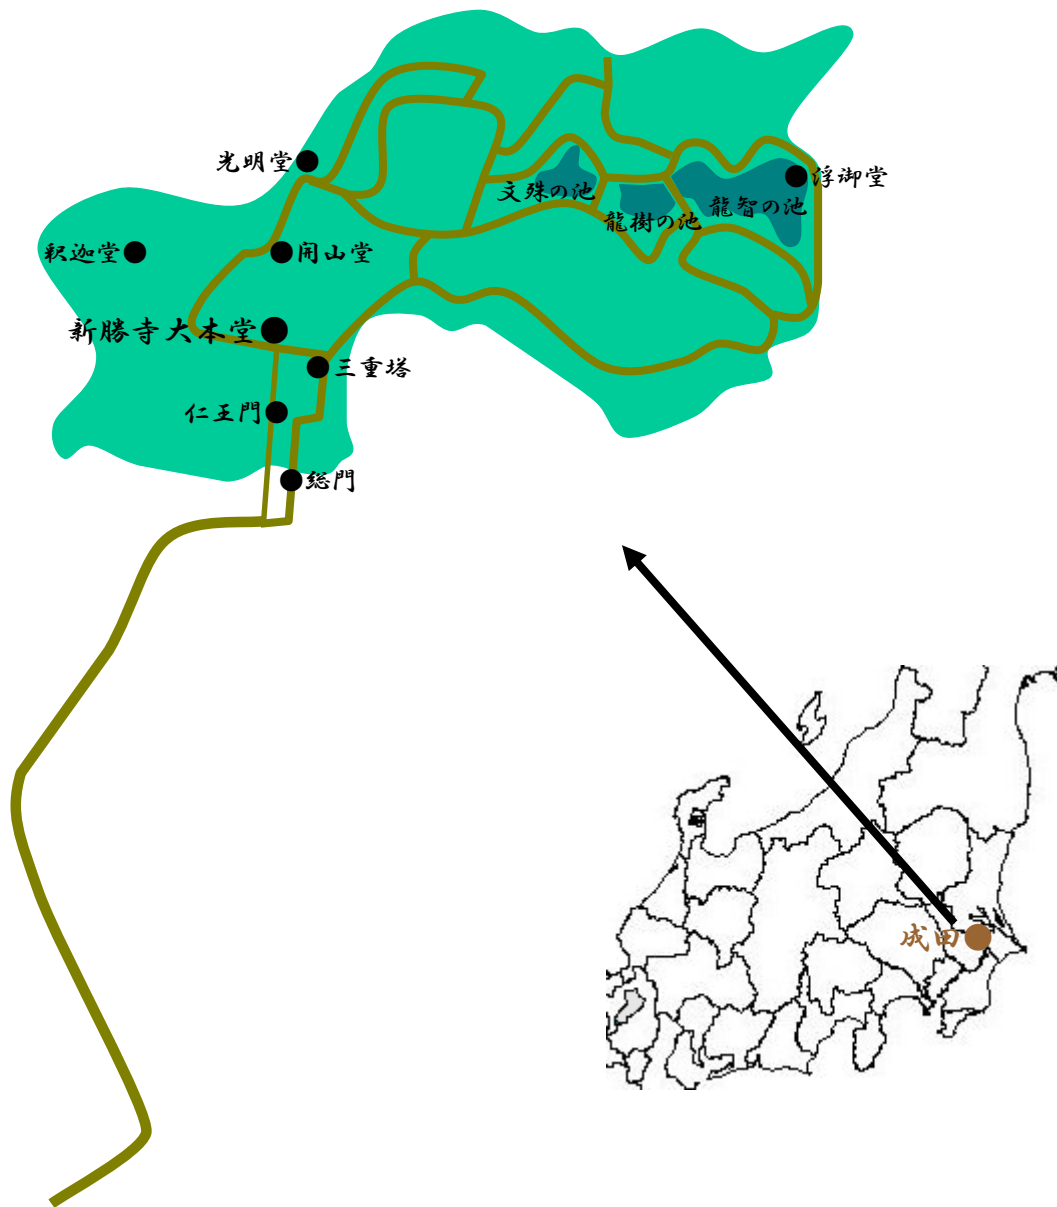 光明堂
浮御堂
文殊の池
龍樹の池
龍智の池
釈迦堂
開山堂
新勝寺大本堂
三重塔
仁王門
総門
成田